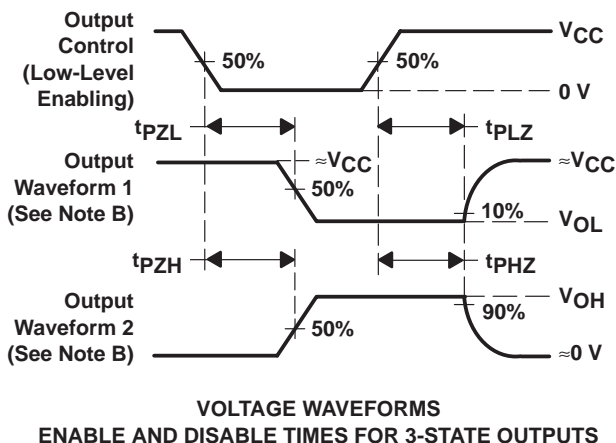 Output
Control
(Low-Level
Enabling)
50%
50%
VCC
0 V
tPZL
tPLZ
Output
Waveform 1
(See Note B)
≈VCC
50%
≈VCC
10%
VOL
tPZH
tPHZ
Output
Waveform 2
(See Note B)
50%
VOH
90%
≈0 V
VOLTAGE WAVEFORMS
ENABLE AND DISABLE TIMES FOR 3-STATE OUTPUTS